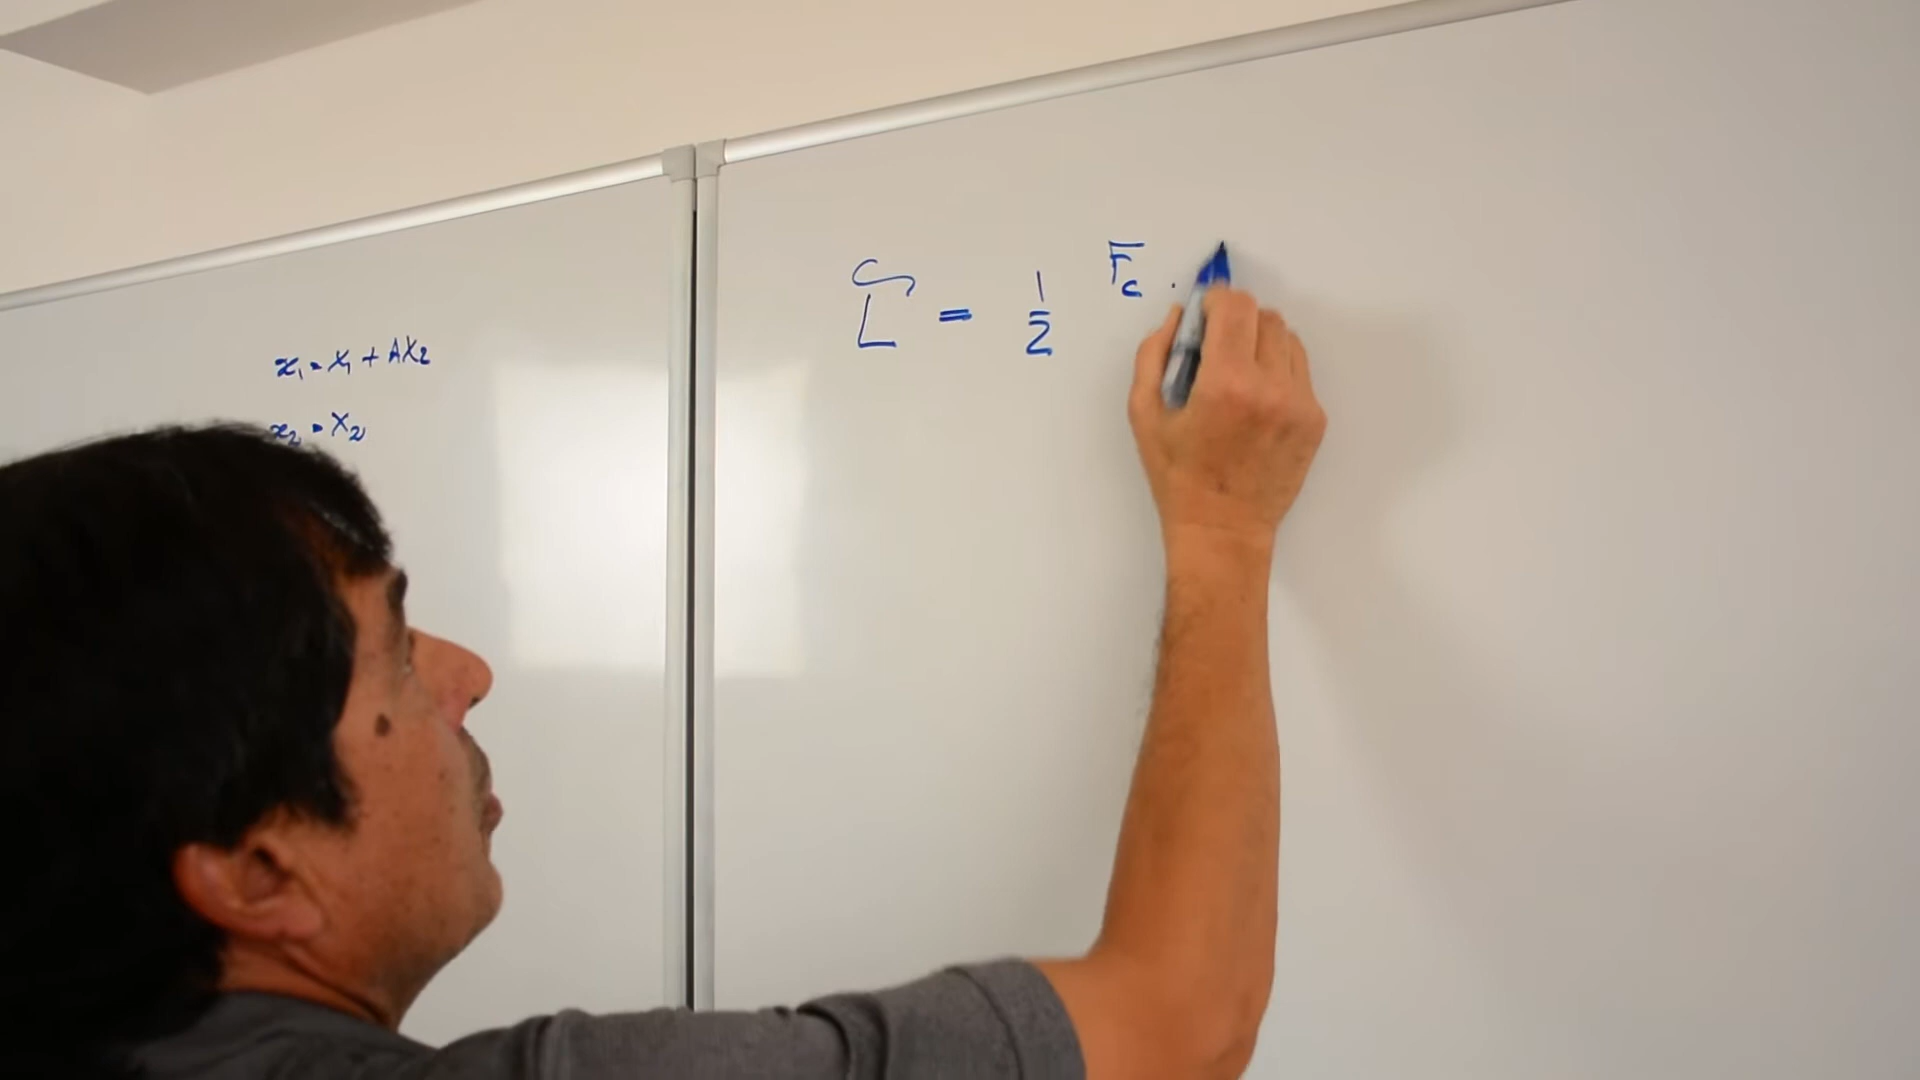 x₁ = X₁ + AX₂
x₂ = X₂
L = 1/2 F_c ·